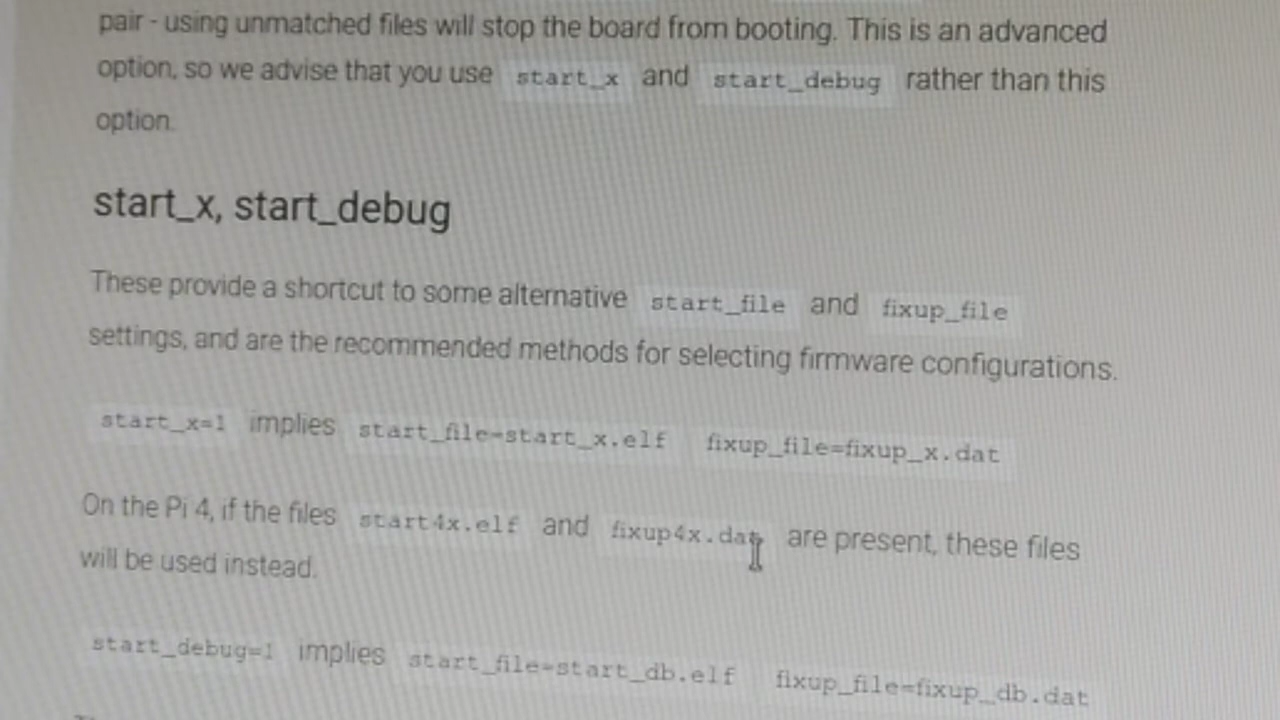 pair - using unmatched files will stop the board from booting. This is an advanced
option, so we advise that you use start_x and start_debug rather than this
option.
start_x, start_debug
These provide a shortcut to some alternative start_file and fixup_file
settings, and are the recommended methods for selecting firmware configurations.
start_x=1 implies start_file=start_x.elf fixup_file=fixup_x.dat
On the Pi 4, if the files start4x.elf and fixup4x.dat are present, these files
will be used instead.
start_debug=1 implies start_file=start_db.elf fixup_file=fixup_db.dat